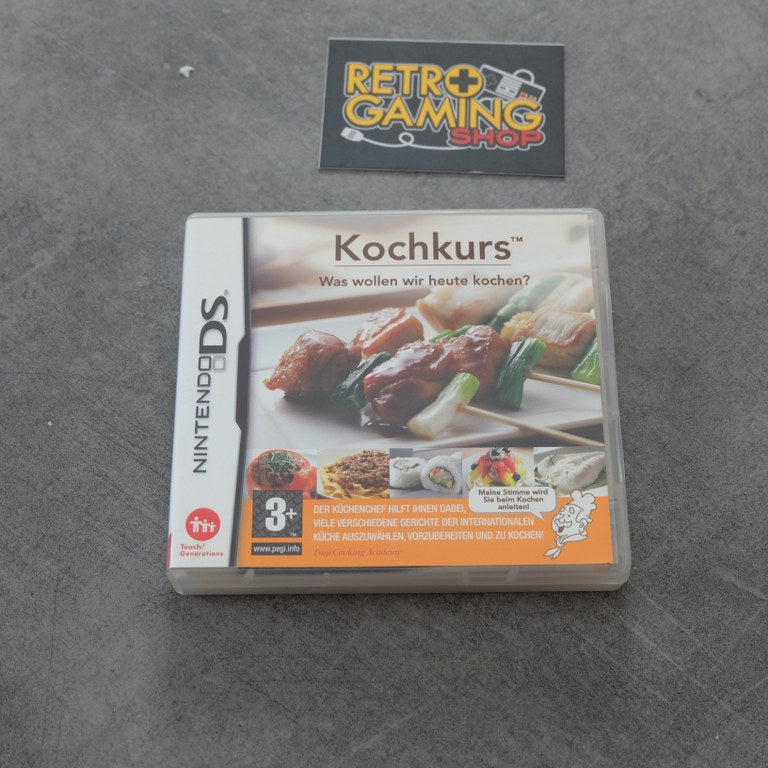 RETRO
GAMING
SHOP
Kochkurs™
Was wollen wir heute kochen?
NINTENDODS™
Meine Stimme wird
Sie beim Kochen
anleiten!
3+
™
www.pegi.info
DER KÜCHENCHEF HILFT IHNEN DABEI,
VIELE VERSCHIEDENE GERICHTE DER INTERNATIONALEN
KÜCHE AUSZUWÄHLEN, VORZUBEREITEN UND ZU KOCHEN!
Tsuji Cooking Academy
Touch!
Generations